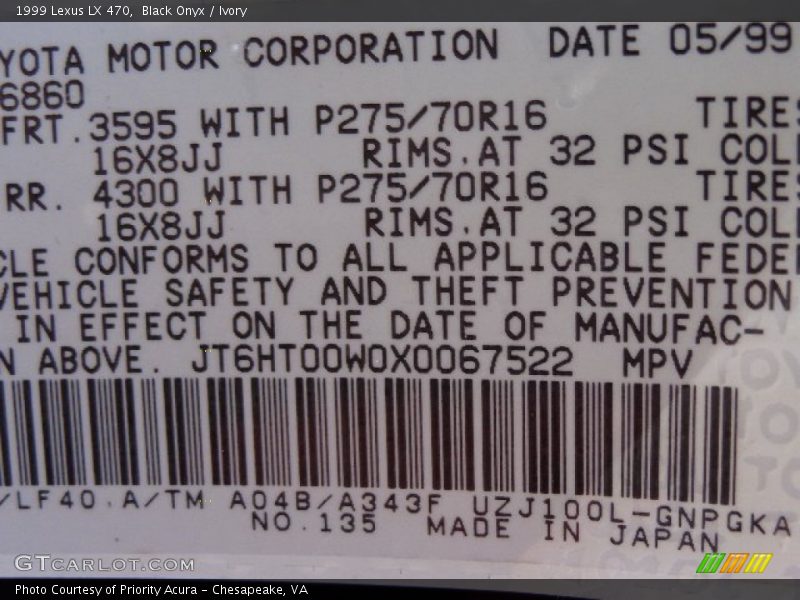 1999 Lexus LX 470, Black Onyx / Ivory
YOTA MOTOR CORPORATION DATE 05/99
6860
FRT.3595 WITH P275/70R16 TIRES
16X8JJ RIMS.AT 32 PSI COL
RR. 4300 WITH P275/70R16 TIRES
16X8JJ RIMS.AT 32 PSI COL
CLE CONFORMS TO ALL APPLICABLE FEDE
VEHICLE SAFETY AND THEFT PREVENTION
IN EFFECT ON THE DATE OF MANUFAC-
N ABOVE. JT6HT00W0X0067522 MPV
/LF40.A/TM A04B/A343F UZJ100L-GNPGKA
NO.135 MADE IN JAPAN
GTCARLOT.COM
Photo Courtesy of Priority Acura - Chesapeake, VA